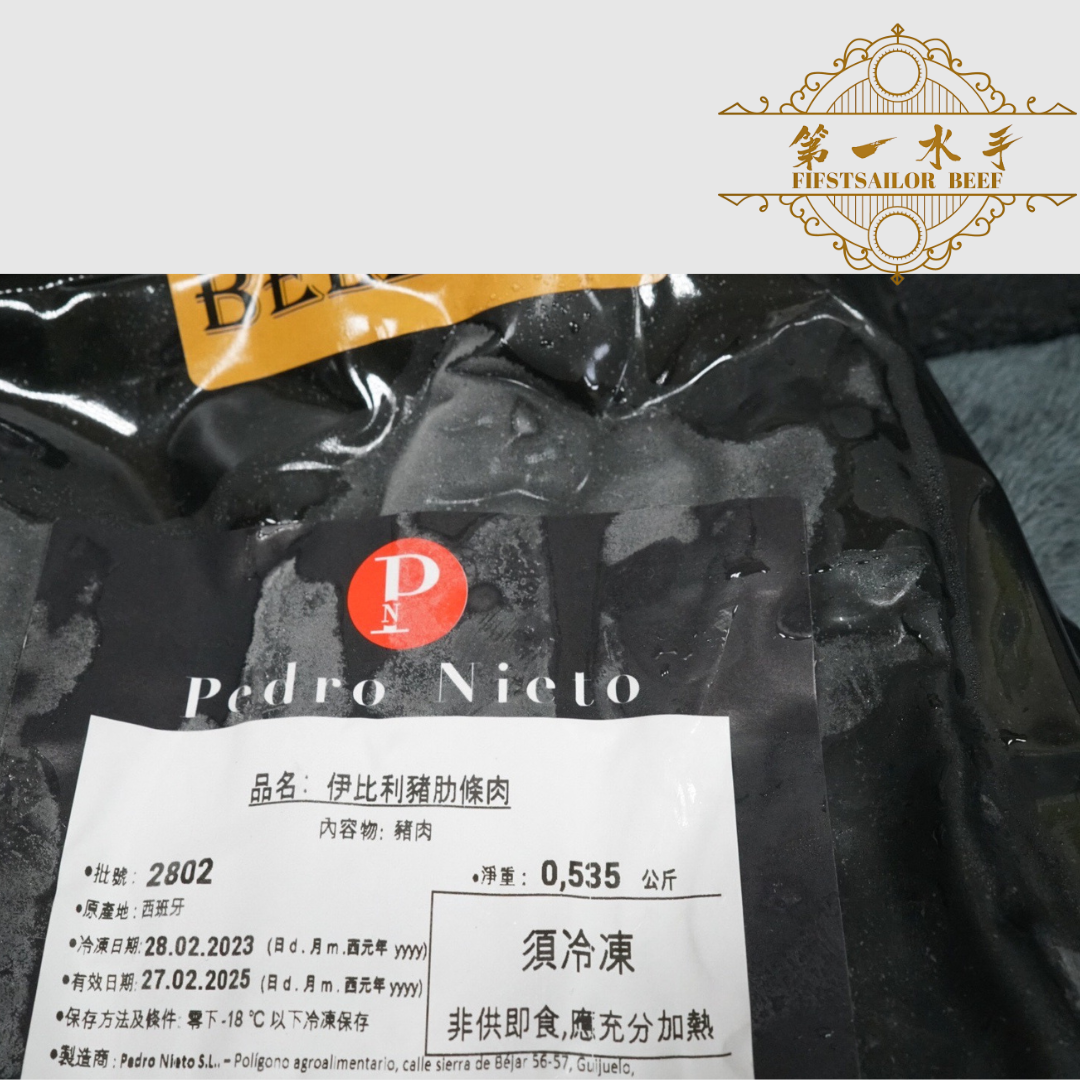 第一水手
FIFSTSAILOR BEEF
PN
Pedro Nieto
品名: 伊比利豬肋條肉
內容物: 豬肉
•批號: 2802
•淨重: 0,535 公斤
•原產地: 西班牙
•冷凍日期: 28.02.2023 (日d.月m.西元年yyyy)
•有效日期: 27.02.2025 (日d.月m.西元年yyyy)
須冷凍
非供即食,應充分加熱
•保存方法及條件: 零下-18℃以下冷凍保存
•製造商: Pedro Nieto S.L.. – Polígono agroalimentario, calle sierra de Béjar 56-57, Guijuelo,